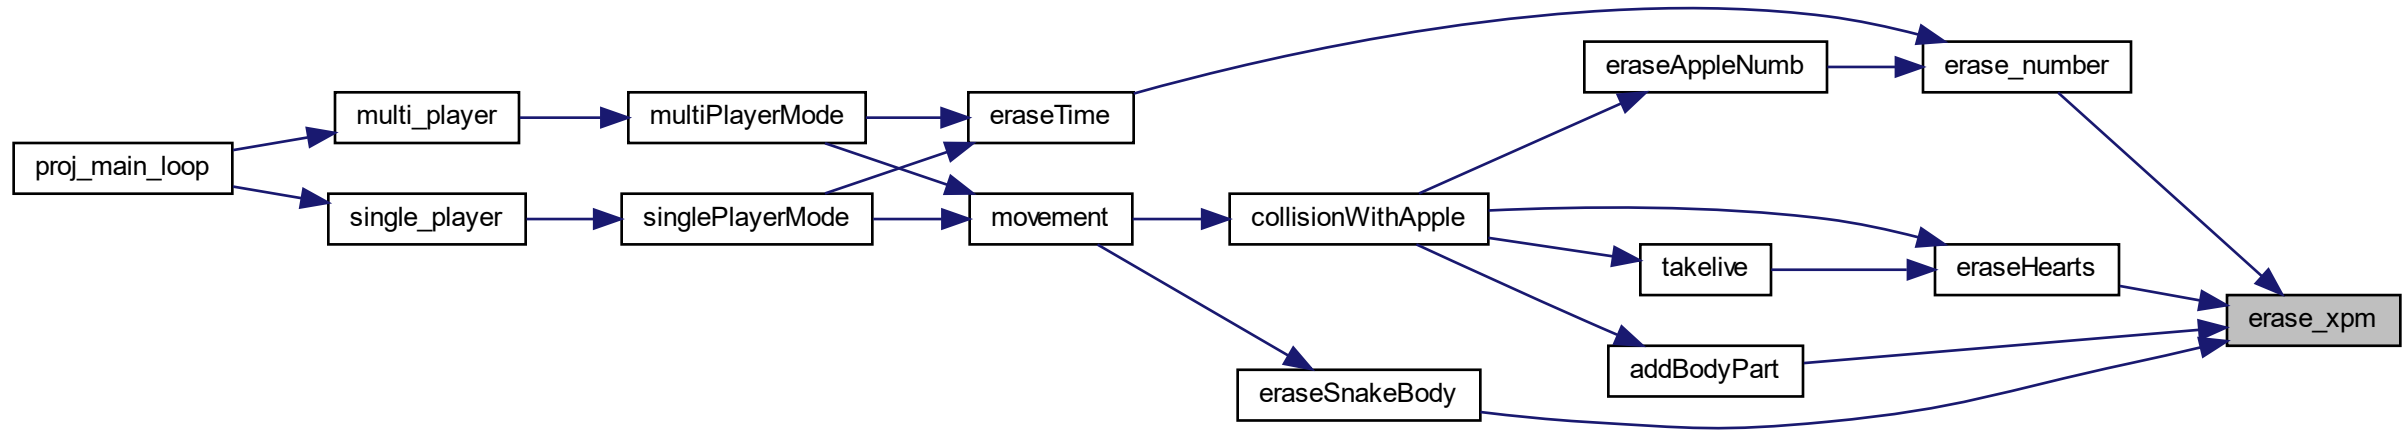 proj_main_loop
multi_player
single_player
multiPlayerMode
singlePlayerMode
eraseTime
movement
collisionWithApple
eraseSnakeBody
eraseAppleNumb
takelive
addBodyPart
erase_number
eraseHearts
erase_xpm